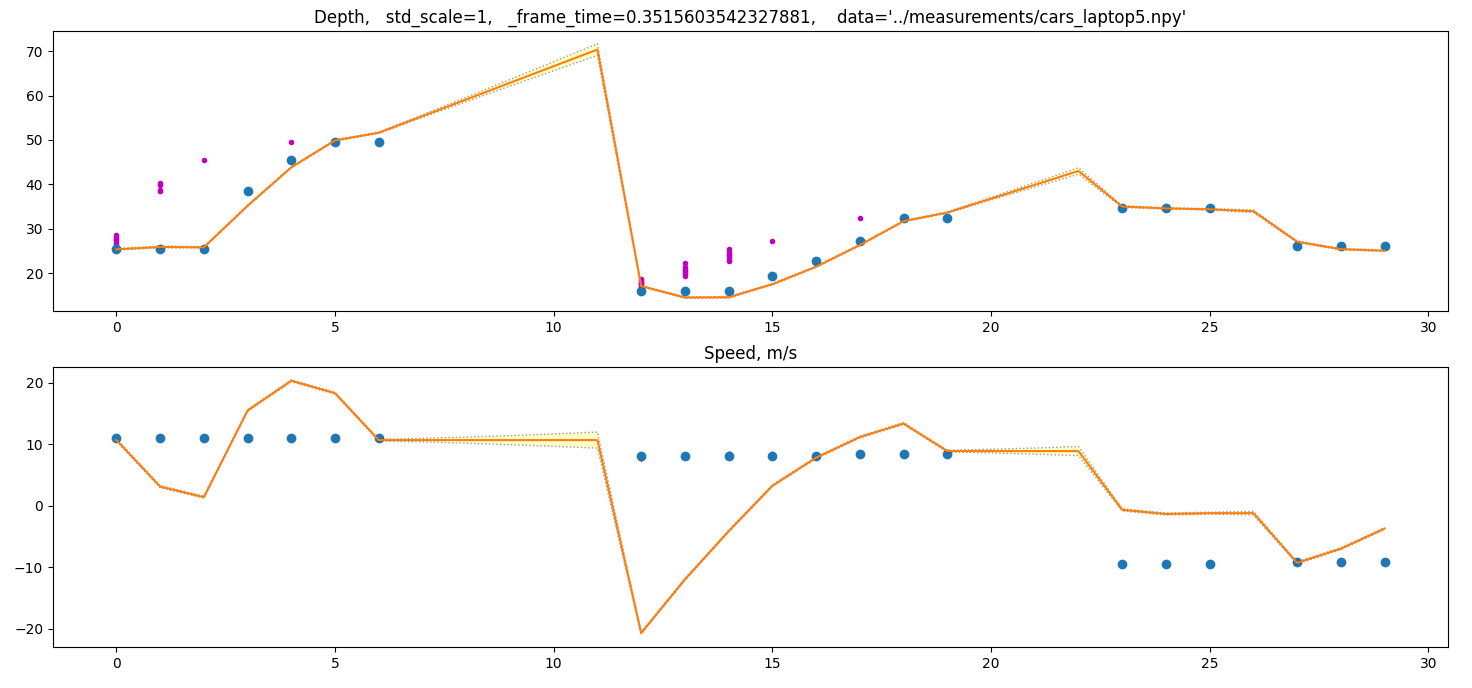 Depth,   std_scale=1,   _frame_time=0.3515603542327881,    data='../measurements/cars_laptop5.npy'
70
60
50
40
30
20
0 5 10 15 20 25 30
Speed, m/s
20
10
0
−10
−20
0 5 10 15 20 25 30